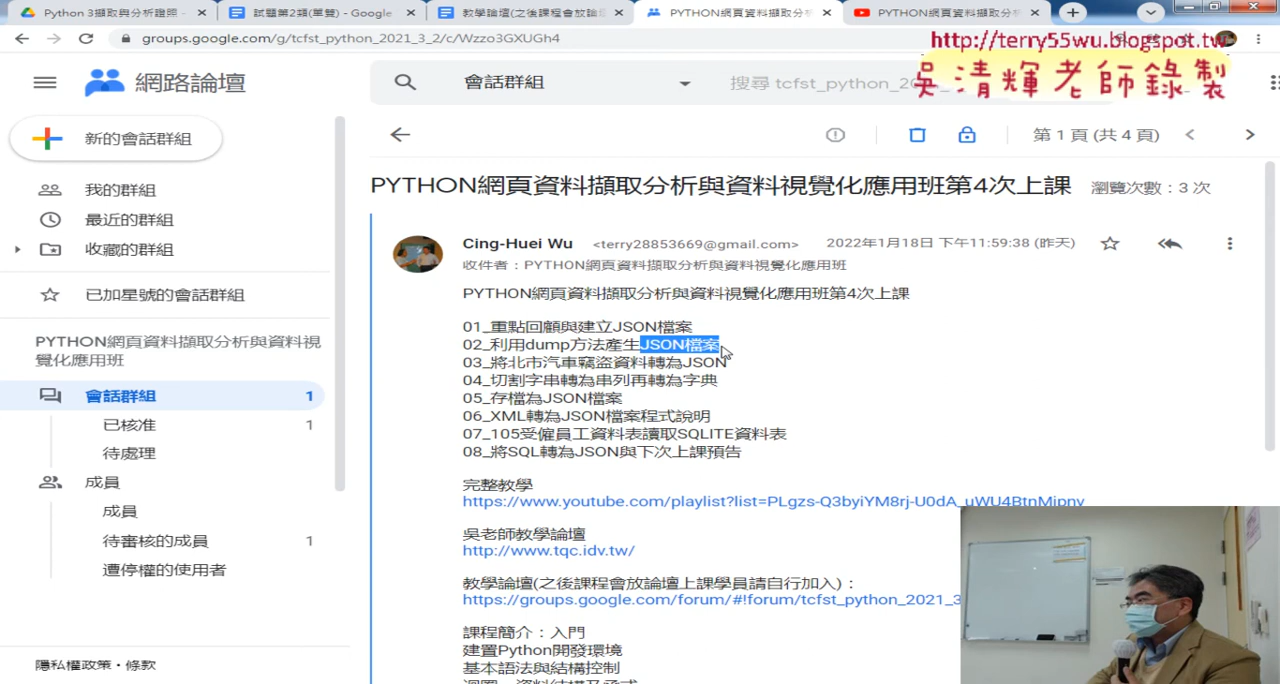 Python 3擷取與分析證照 -
試題第2類(單雙) - Google
教學論壇(之後課程會放論
PYTHON網頁資料擷取分析
PYTHON網頁資料擷取分析
groups.google.com/g/tcfst_python_2021_3_2/c/Wzzo3GXUGh4
http://terry55wu.blogspot.tw
吳清輝老師錄製
網路論壇
會話群組
搜尋 tcfst_python_20
新的會話群組
第 1 頁 (共 4 頁)
我的群組
最近的群組
收藏的群組
已加星號的會話群組
PYTHON網頁資料擷取分析與資料視
覺化應用班
會話群組 1
已核准 1
待處理
成員
成員
待審核的成員 1
遭停權的使用者
隱私權政策・條款
PYTHON網頁資料擷取分析與資料視覺化應用班第4次上課
瀏覽次數：3 次
Cing-Huei Wu <terry28853669@gmail.com>
2022年1月18日 下午11:59:38 (昨天)
收件者：PYTHON網頁資料擷取分析與資料視覺化應用班
PYTHON網頁資料擷取分析與資料視覺化應用班第4次上課
01_重點回顧與建立JSON檔案
02_利用dump方法產生JSON檔案
03_將北市汽車竊盜資料轉為JSON
04_切割字串轉為串列再轉為字典
05_存檔為JSON檔案
06_XML轉為JSON檔案程式說明
07_105受僱員工資料表讀取SQLITE資料表
08_將SQL轉為JSON與下次上課預告
完整教學
https://www.youtube.com/playlist?list=PLgzs-Q3byiYM8rj-U0dA_uWU4BtnMipnv
吳老師教學論壇
http://www.tqc.idv.tw/
教學論壇(之後課程會放論壇上課學員請自行加入)：
https://groups.google.com/forum/#!forum/tcfst_python_2021_3
課程簡介：入門
建置Python開發環境
基本語法與結構控制